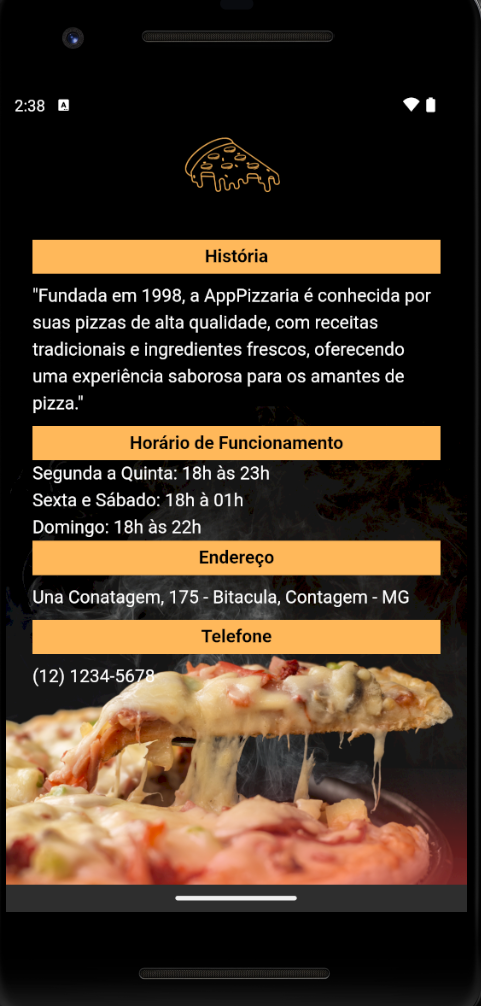 2:38 A
História
"Fundada em 1998, a AppPizzaria é conhecida por
suas pizzas de alta qualidade, com receitas
tradicionais e ingredientes frescos, oferecendo
uma experiência saborosa para os amantes de
pizza."
Horário de Funcionamento
Segunda a Quinta: 18h às 23h
Sexta e Sábado: 18h à 01h
Domingo: 18h às 22h
Endereço
Una Conatagem, 175 - Bitacula, Contagem - MG
Telefone
(12) 1234-5678